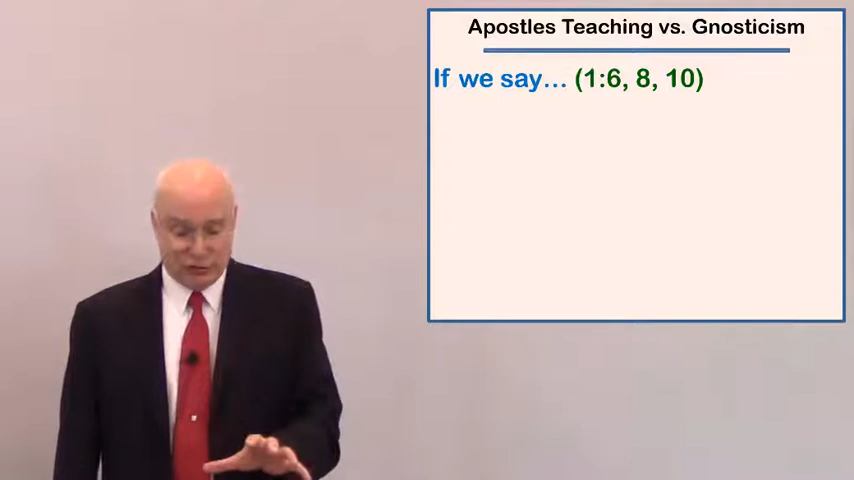 Apostles Teaching vs. Gnosticism
If we say... (1:6, 8, 10)